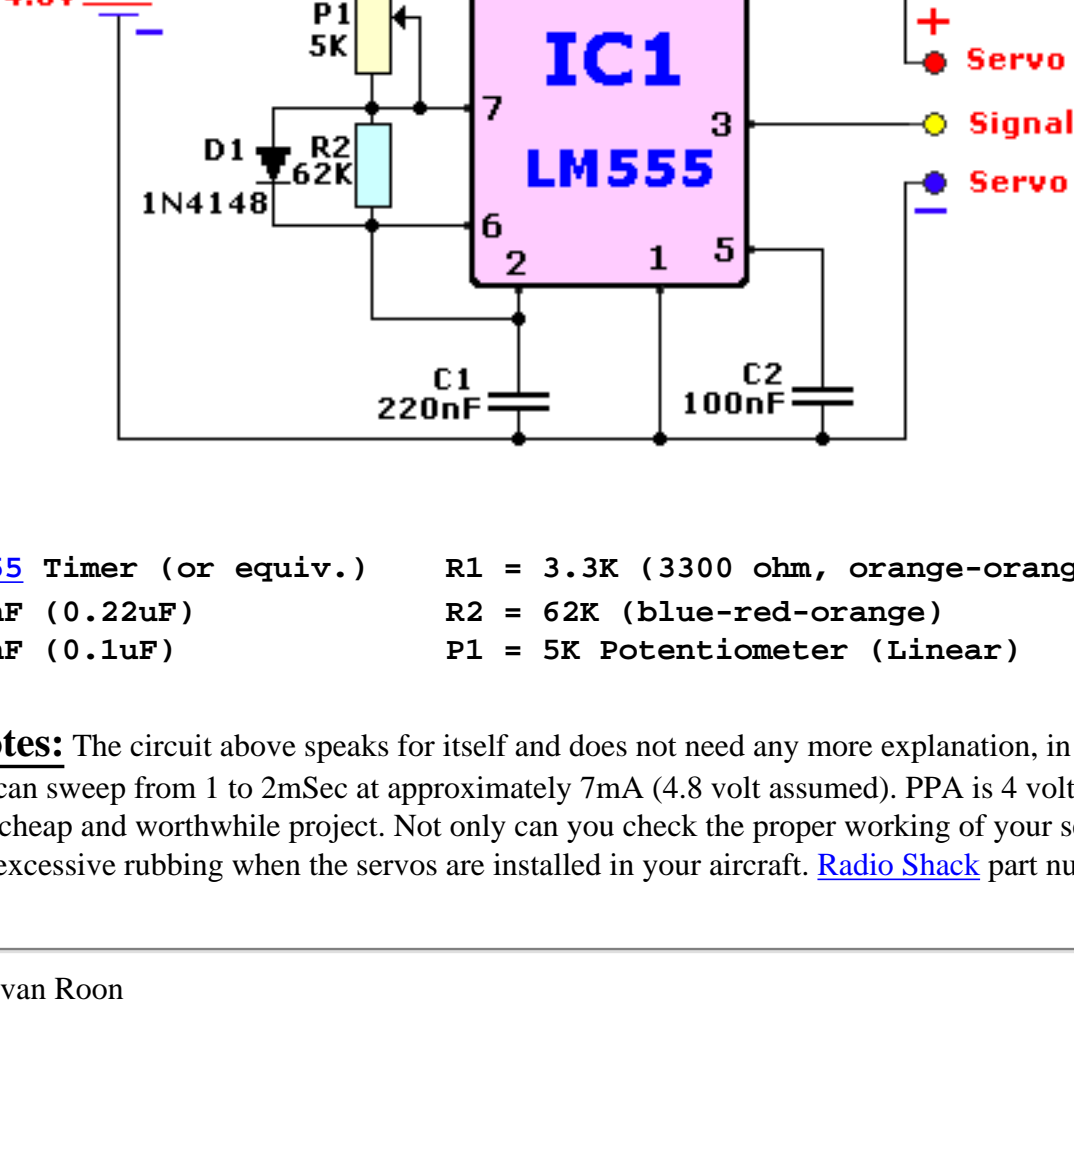 P1
5K
IC1
+
Servo
7
3
Signal
D1
R2
62K
LM555
Servo
1N4148
6
5
2
1
C1
220nF
C2
100nF
55 Timer (or equiv.) R1 = 3.3K (3300 ohm, orange-orang
nF (0.22uF) R2 = 62K (blue-red-orange)
nF (0.1uF) P1 = 5K Potentiometer (Linear)
otes: The circuit above speaks for itself and does not need any more explanation, in
can sweep from 1 to 2mSec at approximately 7mA (4.8 volt assumed). PPA is 4 volt
cheap and worthwhile project. Not only can you check the proper working of your se
excessive rubbing when the servos are installed in your aircraft. Radio Shack part nu
van Roon